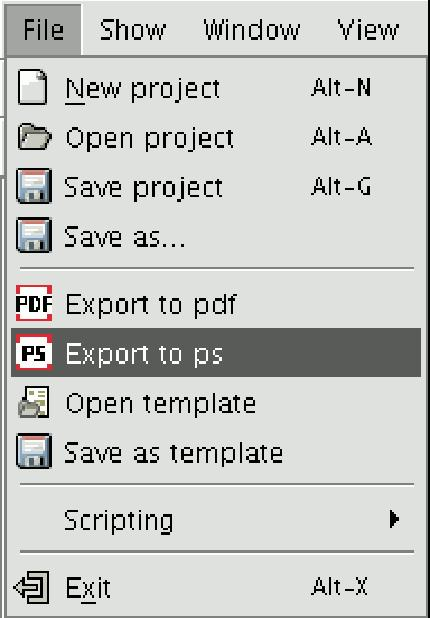 File Show Window View
New project Alt-N
Open project Alt-A
Save project Alt-G
Save as...
PDF Export to pdf
PS Export to ps
Open template
Save as template
Scripting
Exit Alt-X